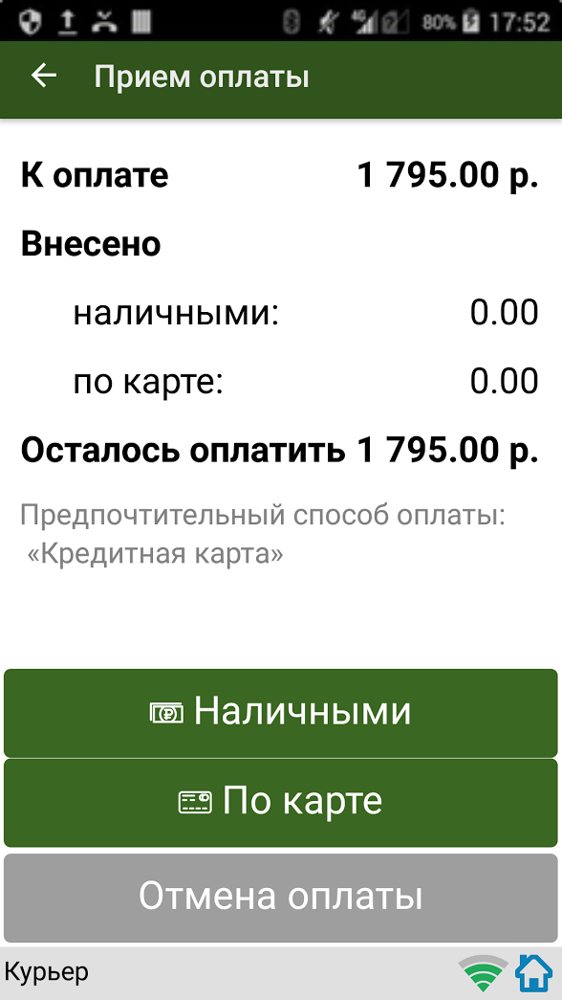 80% 17:52
Прием оплаты
К оплате 1 795.00 р.
Внесено
наличными: 0.00
по карте: 0.00
Осталось оплатить 1 795.00 р.
Предпочтительный способ оплаты:
«Кредитная карта»
Наличными
По карте
Отмена оплаты
Курьер